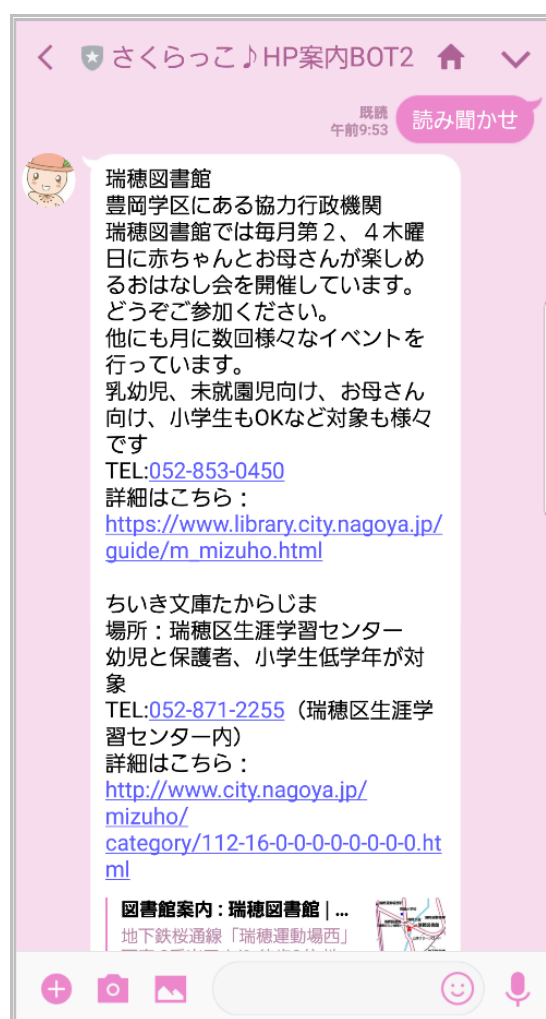 さくらっこ♪HP案内BOT2
既読
午前9:53
読み聞かせ
瑞穂図書館
豊岡学区にある協力行政機関
瑞穂図書館では毎月第２、４木曜
日に赤ちゃんとお母さんが楽しめ
るおはなし会を開催しています。
どうぞご参加ください。
他にも月に数回様々なイベントを
行っています。
乳幼児、未就園児向け、お母さん
向け、小学生もOKなど対象も様々
です
TEL:052-853-0450
詳細はこちら：
https://www.library.city.nagoya.jp/
guide/m_mizuho.html
ちいき文庫たからじま
場所：瑞穂区生涯学習センター
幼児と保護者、小学生低学年が対
象
TEL:052-871-2255（瑞穂区生涯学
習センター内）
詳細はこちら：
http://www.city.nagoya.jp/
mizuho/
category/112-16-0-0-0-0-0-0-0-0.ht
ml
図書館案内 : 瑞穂図書館 | ...
地下鉄桜通線「瑞穂運動場西」